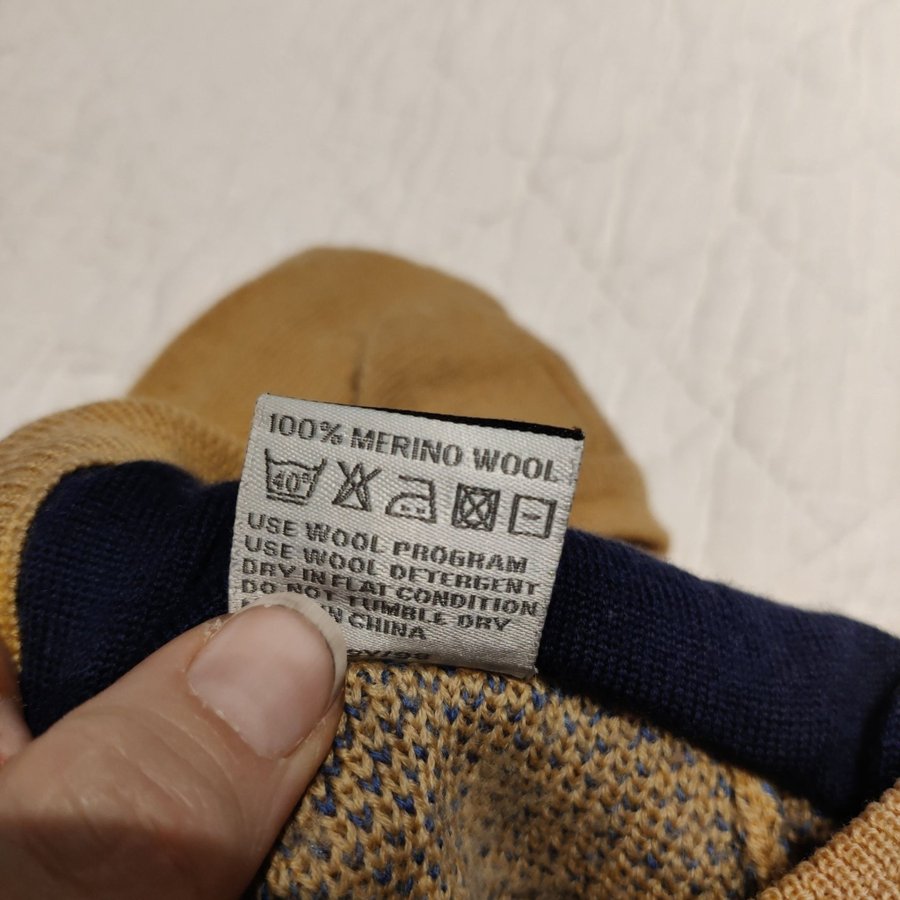 100% MERINO WOOL
40°
USE WOOL PROGRAM
USE WOOL DETERGENT
DRY IN FLAT CONDITION
DO NOT TUMBLE DRY
IN CHINA